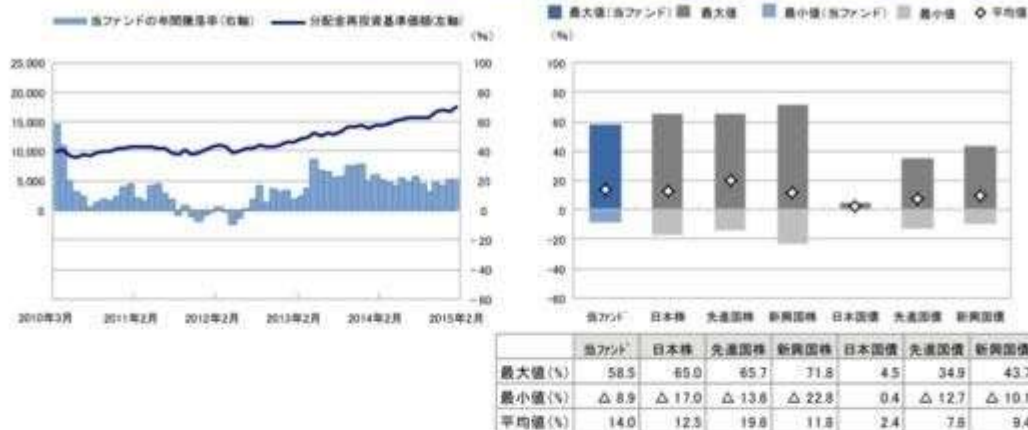 当ファンドの年間騰落率(右軸) 分配金再投資基準価額(左軸)
(%)
25,000 100
20,000 80
15,000 60
10,000 40
5,000 20
0 0
-20
-40
-60
2010年3月 2011年2月 2012年2月 2013年2月 2014年2月 2015年2月
最大値(当ファンド) 最大値 最小値(当ファンド) 最小値 平均値
(%)
100
80
60
40
20
0
-20
-40
-60
当ファンド 日本株 先進国株 新興国株 日本国債 先進国債 新興国債
当ファンド 日本株 先進国株 新興国株 日本国債 先進国債 新興国債
最大値(%) 58.5 65.0 65.7 71.8 4.5 34.9 43.7
最小値(%) △ 8.9 △ 17.0 △ 13.6 △ 22.8 0.4 △ 12.7 △ 10.1
平均値(%) 14.0 12.3 19.8 11.8 2.4 7.8 9.4